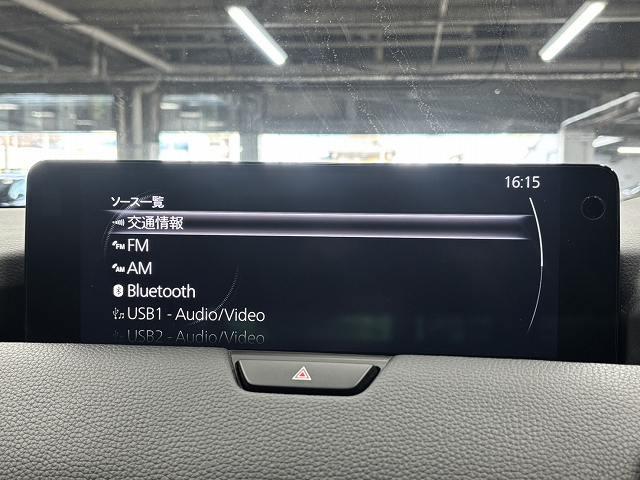 16:15
ソース一覧
交通情報
FM
AM
Bluetooth
USB1 - Audio/Video
USB2 - Audio/Video